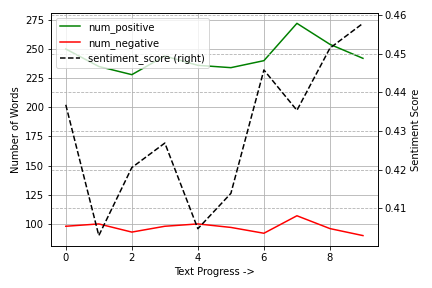 num_positive
num_negative
sentiment_score (right)
275
250
225
200
175
150
125
100
Number of Words
0.46
0.45
0.44
0.43
0.42
0.41
Sentiment Score
0 2 4 6 8
Text Progress ->